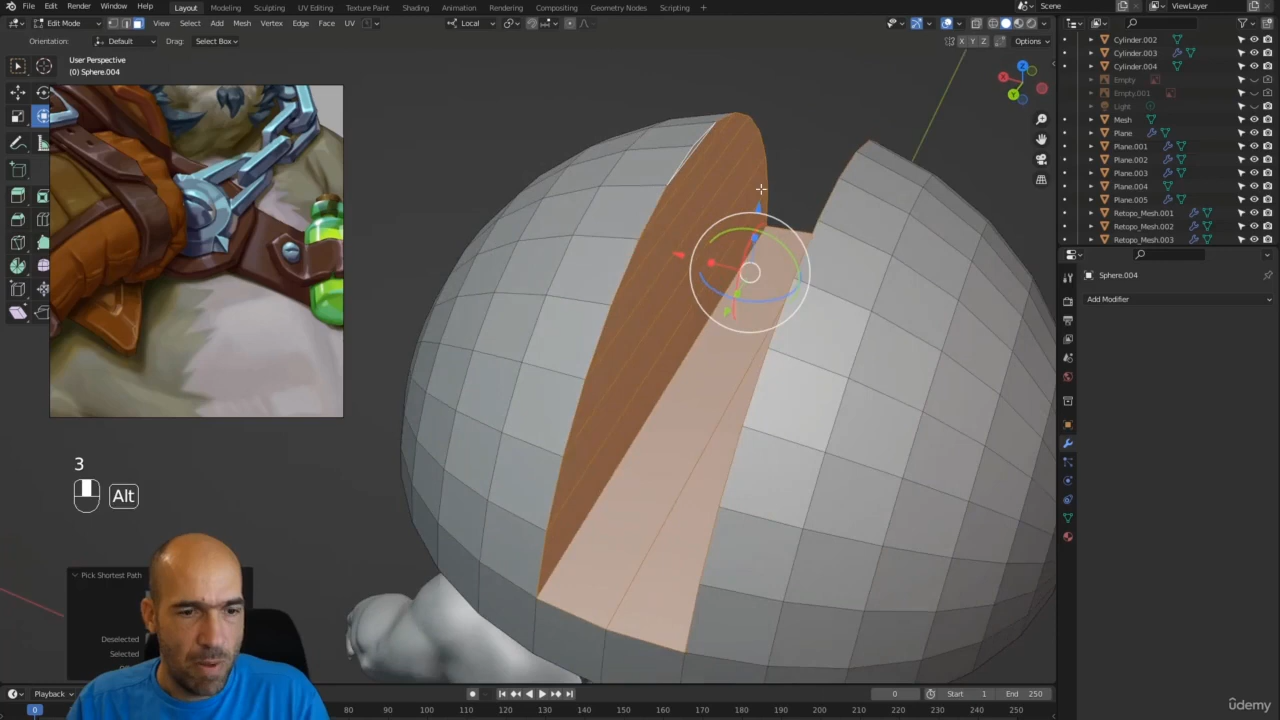 File Edit Render Window Help Layout Modeling Sculpting UV Editing Texture Paint Shading Animation Rendering Compositing Geometry Nodes Scripting + Scene ViewLayer
Edit Mode View Select Add Mesh Vertex Edge Face UV Local
Orientation: Default Drag: Select Box X Y Z Options
User Perspective
(0) Sphere.004
Cylinder.002
Cylinder.003
Cylinder.004
Empty
Empty.001
Light
Mesh
Plane
Plane.001
Plane.002
Plane.003
Plane.004
Plane.005
Retopo_Mesh.001
Retopo_Mesh.002
Retopo_Mesh.003
X
Y
Z
Sphere.004
Add Modifier
3
Alt
Pick Shortest Path
Deselected
Selected
Playback 0 Start 1 End 250
0 80 90 100 110 120 130 140 150 160 170 180 190 200 210 220 230 240 250
ûdemy